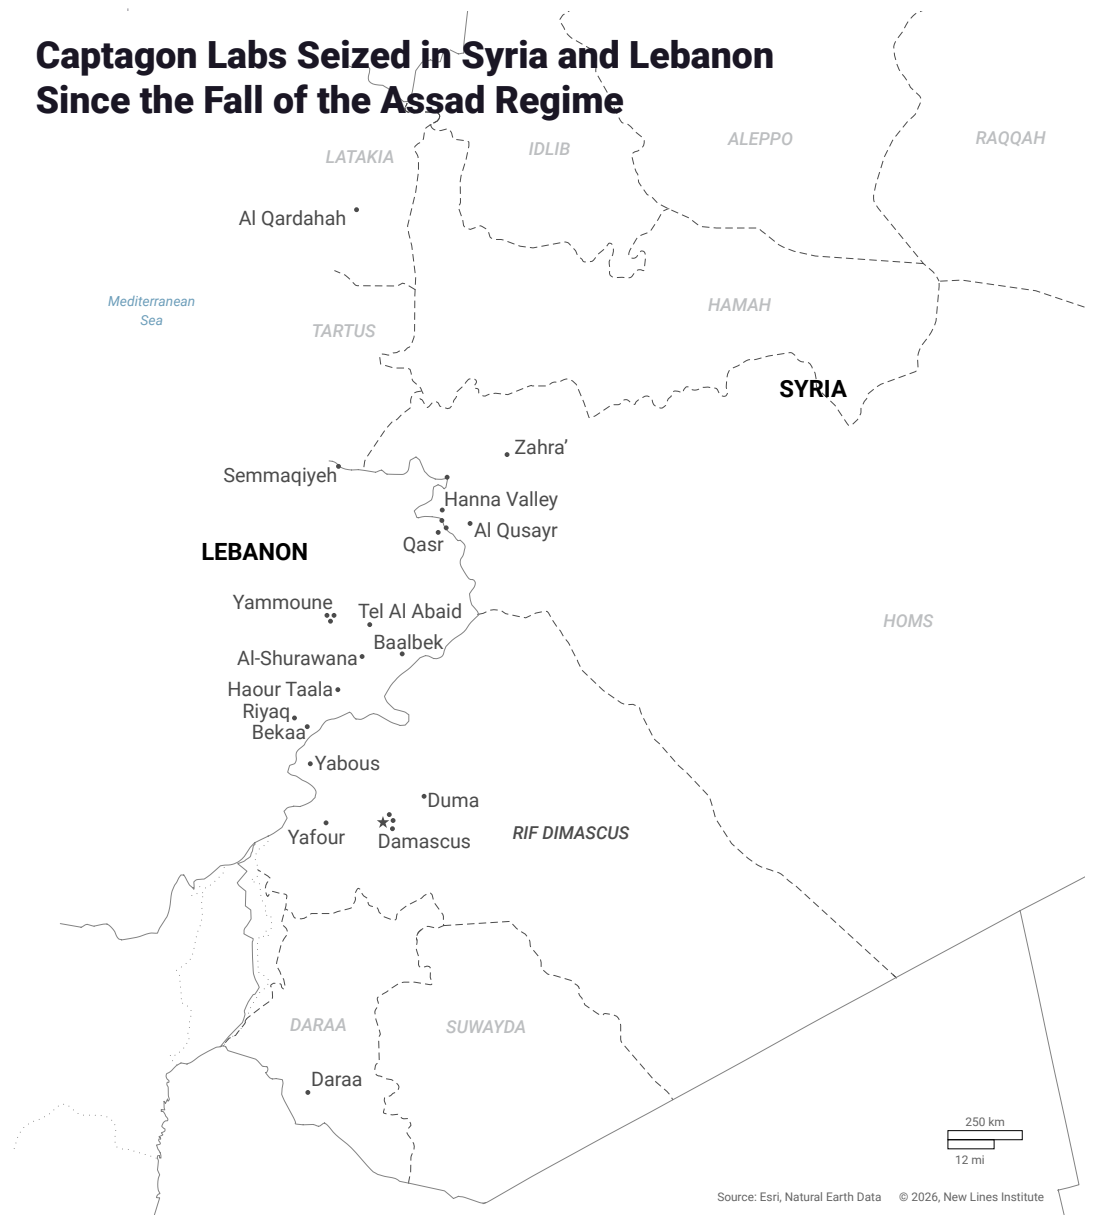 Captagon Labs Seized in Syria and Lebanon
Since the Fall of the Assad Regime
LATAKIA
IDLIB
ALEPPO
RAQQAH
Al Qardahah
Mediterranean
Sea
TARTUS
HAMAH
SYRIA
Zahra’
Semmaqiyeh
Hanna Valley
Al Qusayr
Qasr
LEBANON
Yammoune
Tel Al Abaid
HOMS
Baalbek
Al-Shurawana
Haour Taala
Riyaq
Bekaa
Yabous
Duma
Yafour
Damascus
RIF DIMASCUS
DARAA
SUWAYDA
Daraa
250 km
12 mi
Source: Esri, Natural Earth Data © 2026, New Lines Institute